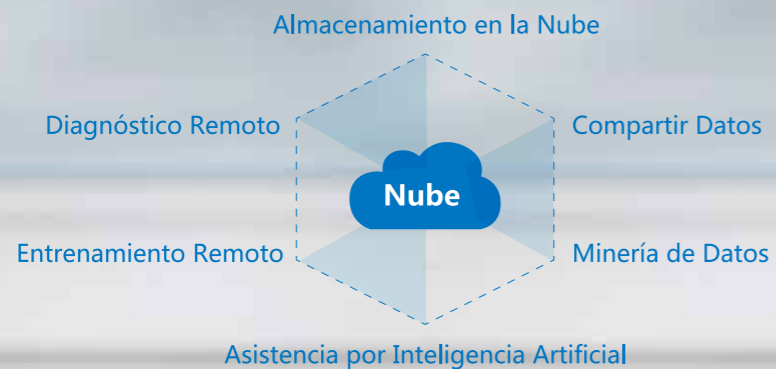 Almacenamiento en la Nube
Diagnóstico Remoto
Compartir Datos
Nube
Entrenamiento Remoto
Minería de Datos
Asistencia por Inteligencia Artificial